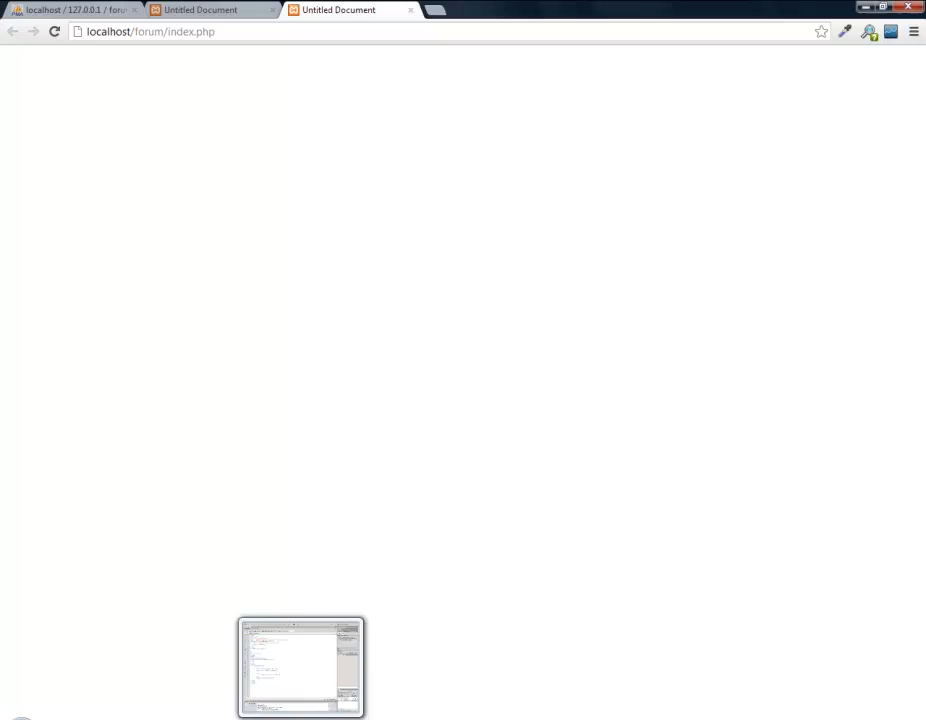 localhost / 127.0.0.1 / foru
Untitled Document
Untitled Document
localhost/forum/index.php